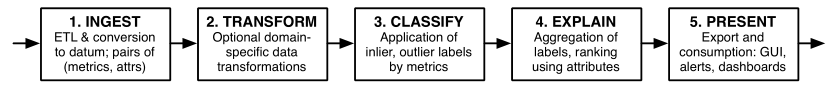 1. INGEST
ETL & conversion
to datum; pairs of
(metrics, attrs)
2. TRANSFORM
Optional domain-
specific data
transformations
3. CLASSIFY
Application of
inlier, outlier labels
by metrics
4. EXPLAIN
Aggregation of
labels, ranking
using attributes
5. PRESENT
Export and
consumption: GUI,
alerts, dashboards